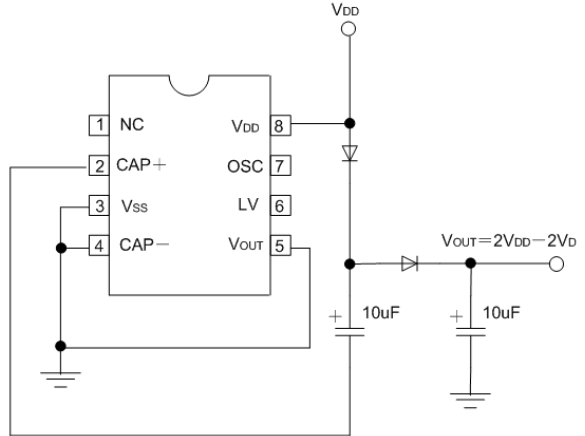 VDD
1 NC VDD 8
2 CAP+ OSC 7
3 VSS LV 6
4 CAP− VOUT 5
VOUT=2VDD−2VD
+ 10uF
+ 10uF